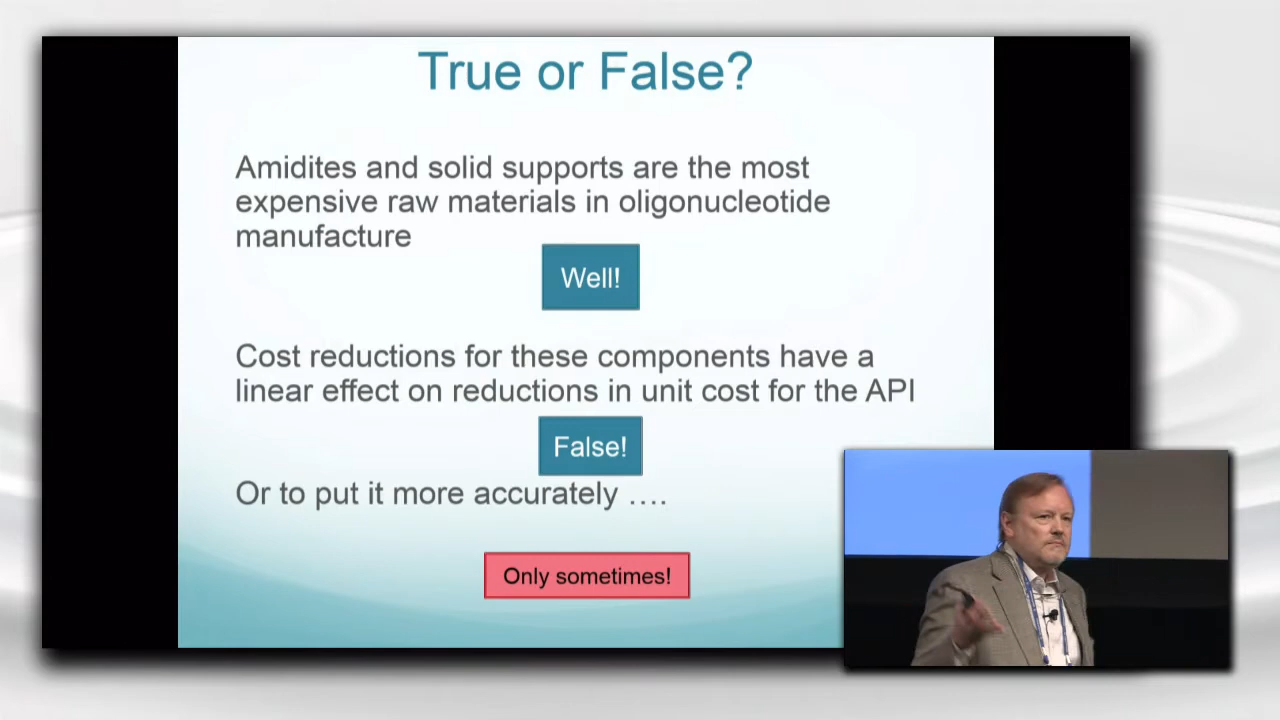 True or False?
Amidites and solid supports are the most
expensive raw materials in oligonucleotide
manufacture
Well!
Cost reductions for these components have a
linear effect on reductions in unit cost for the API
False!
Or to put it more accurately ….
Only sometimes!